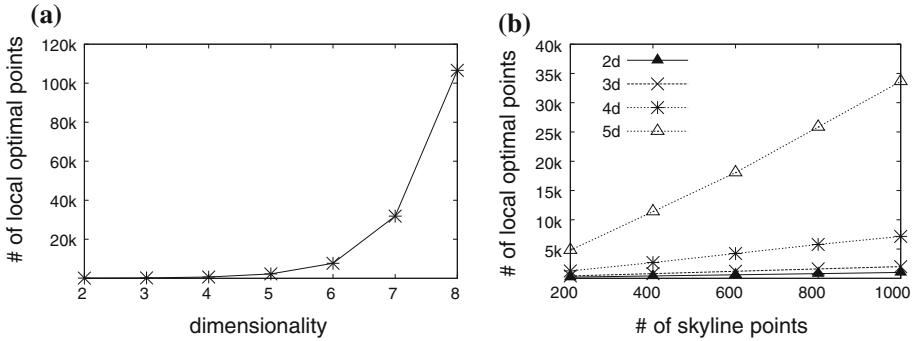 (a)
# of local optimal points
120k
100k
80k
60k
40k
20k
2 3 4 5 6 7 8
dimensionality
(b)
# of local optimal points
40k
35k
30k
25k
20k
15k
10k
5k
2d
3d
4d
5d
200 400 600 800 1000
# of skyline points